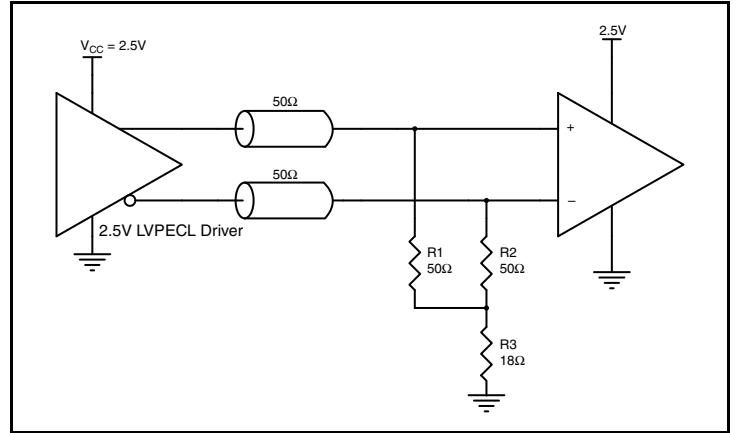 2.5V
V_CC = 2.5V
50Ω
+
50Ω
–
2.5V LVPECL Driver
R1
50Ω
R2
50Ω
R3
18Ω